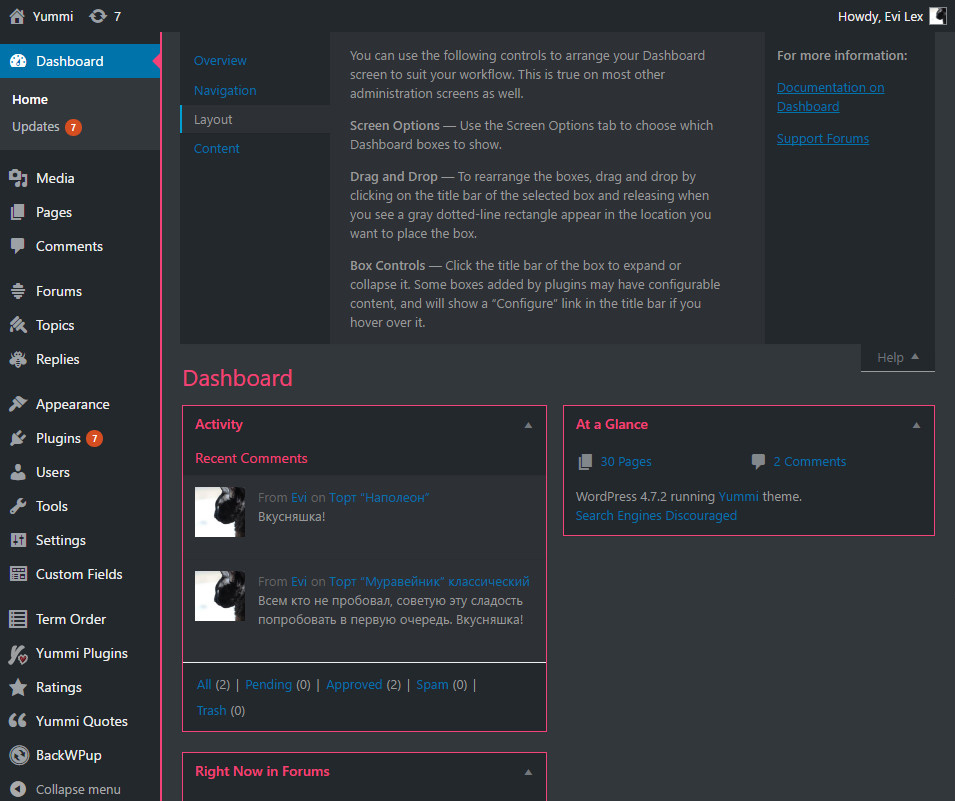 Yummi 7 Howdy, Evi Lex
Dashboard
Home
Updates 7
Media
Pages
Comments
Forums
Topics
Replies
Appearance
Plugins 7
Users
Tools
Settings
Custom Fields
Term Order
Yummi Plugins
Ratings
Yummi Quotes
BackWPup
Collapse menu
Overview
Navigation
Layout
Content
You can use the following controls to arrange your Dashboard
screen to suit your workflow. This is true on most other
administration screens as well.
Screen Options — Use the Screen Options tab to choose which
Dashboard boxes to show.
Drag and Drop — To rearrange the boxes, drag and drop by
clicking on the title bar of the selected box and releasing when
you see a gray dotted-line rectangle appear in the location you
want to place the box.
Box Controls — Click the title bar of the box to expand or
collapse it. Some boxes added by plugins may have configurable
content, and will show a “Configure” link in the title bar if you
hover over it.
For more information:
Documentation on
Dashboard
Support Forums
Help
Dashboard
Activity
Recent Comments
From Evi on Торт “Наполеон”
Вкусняшка!
From Evi on Торт “Муравейник” классический
Всем кто не пробовал, советую эту сладость
попробовать в первую очередь. Вкусняшка!
All (2) | Pending (0) | Approved (2) | Spam (0) |
Trash (0)
Right Now in Forums
At a Glance
30 Pages 2 Comments
WordPress 4.7.2 running Yummi theme.
Search Engines Discouraged